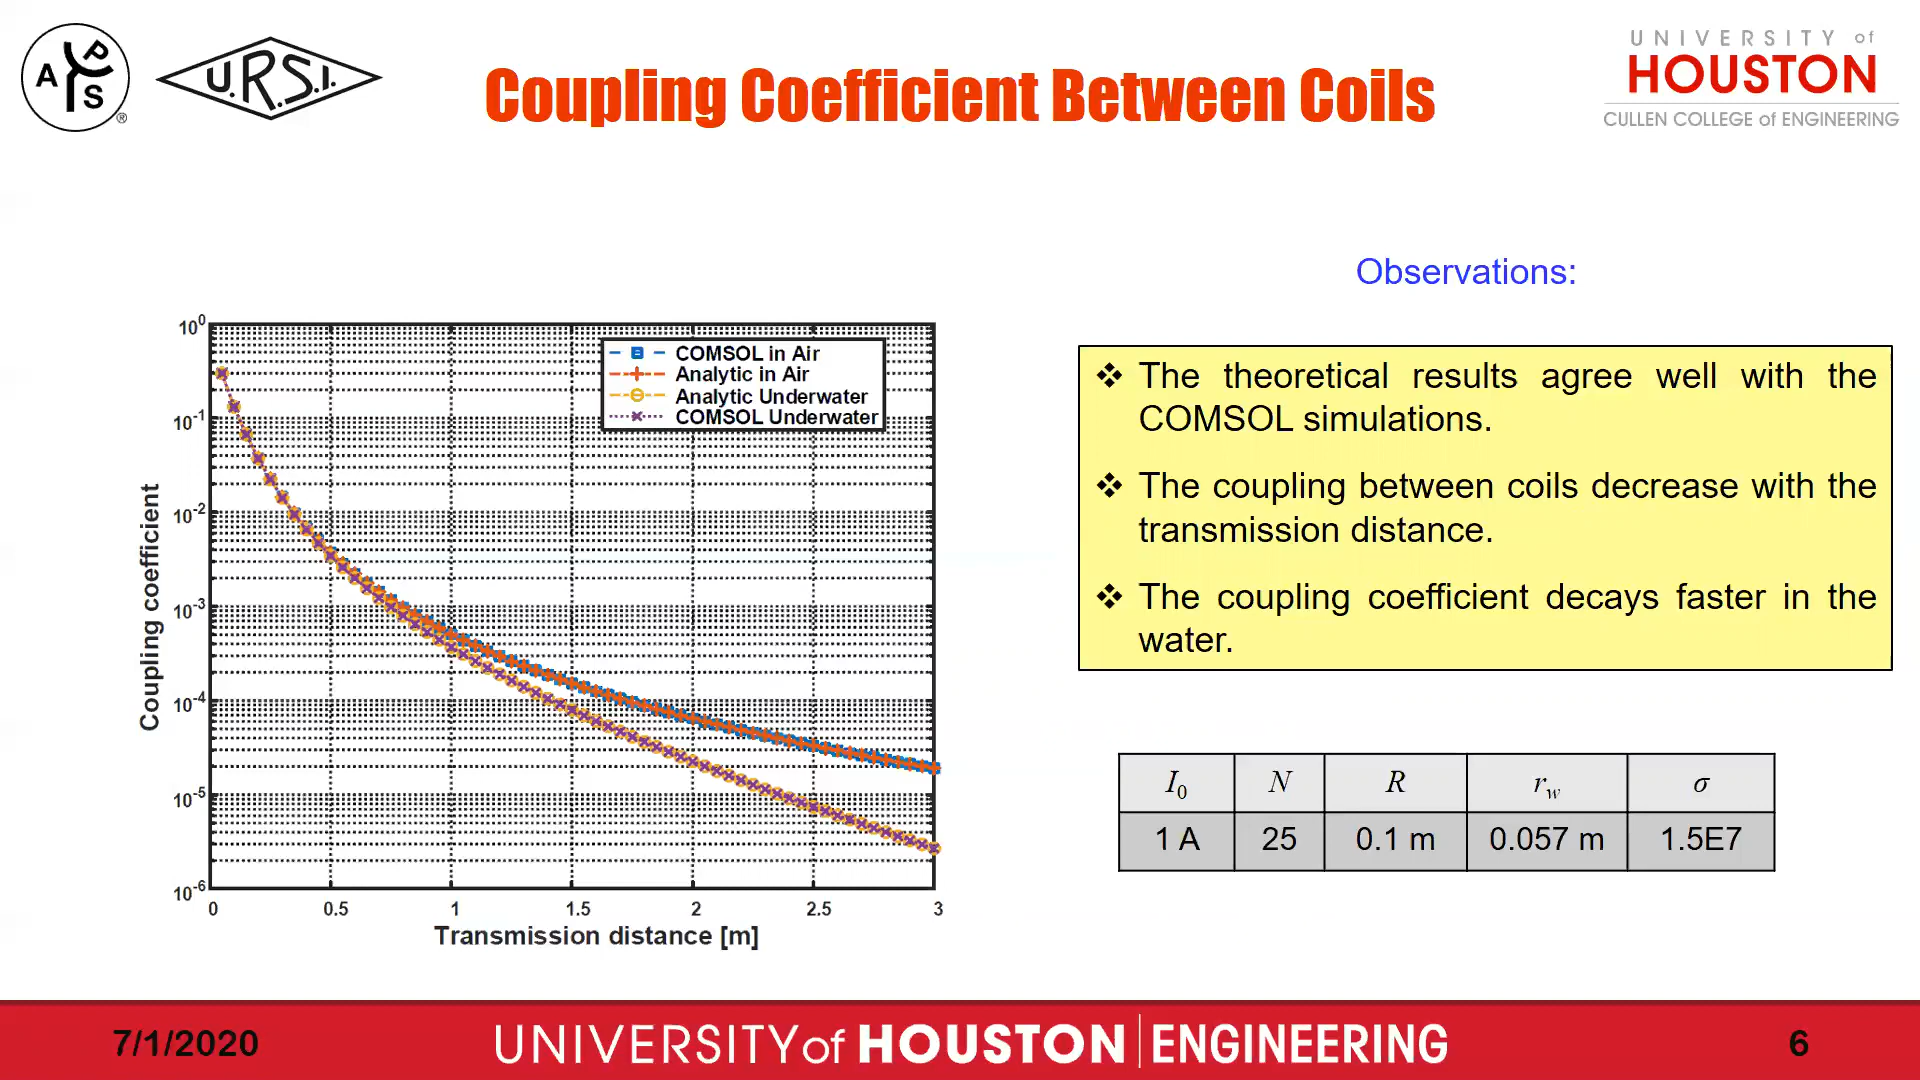 A P S ®
U.R.S.I.
Coupling Coefficient Between Coils
UNIVERSITY of
HOUSTON
CULLEN COLLEGE of ENGINEERING
Observations:
❖ The theoretical results agree well with the
COMSOL simulations.
❖ The coupling between coils decrease with the
transmission distance.
❖ The coupling coefficient decays faster in the
water.
COMSOL in Air
Analytic in Air
Analytic Underwater
COMSOL Underwater
Coupling coefficient
10^0
10^-1
10^-2
10^-3
10^-4
10^-5
10^-6
0 0.5 1 1.5 2 2.5 3
Transmission distance [m]
I₀ N R r_w σ
1 A 25 0.1 m 0.057 m 1.5E7
7/1/2020
UNIVERSITY of HOUSTON | ENGINEERING
6